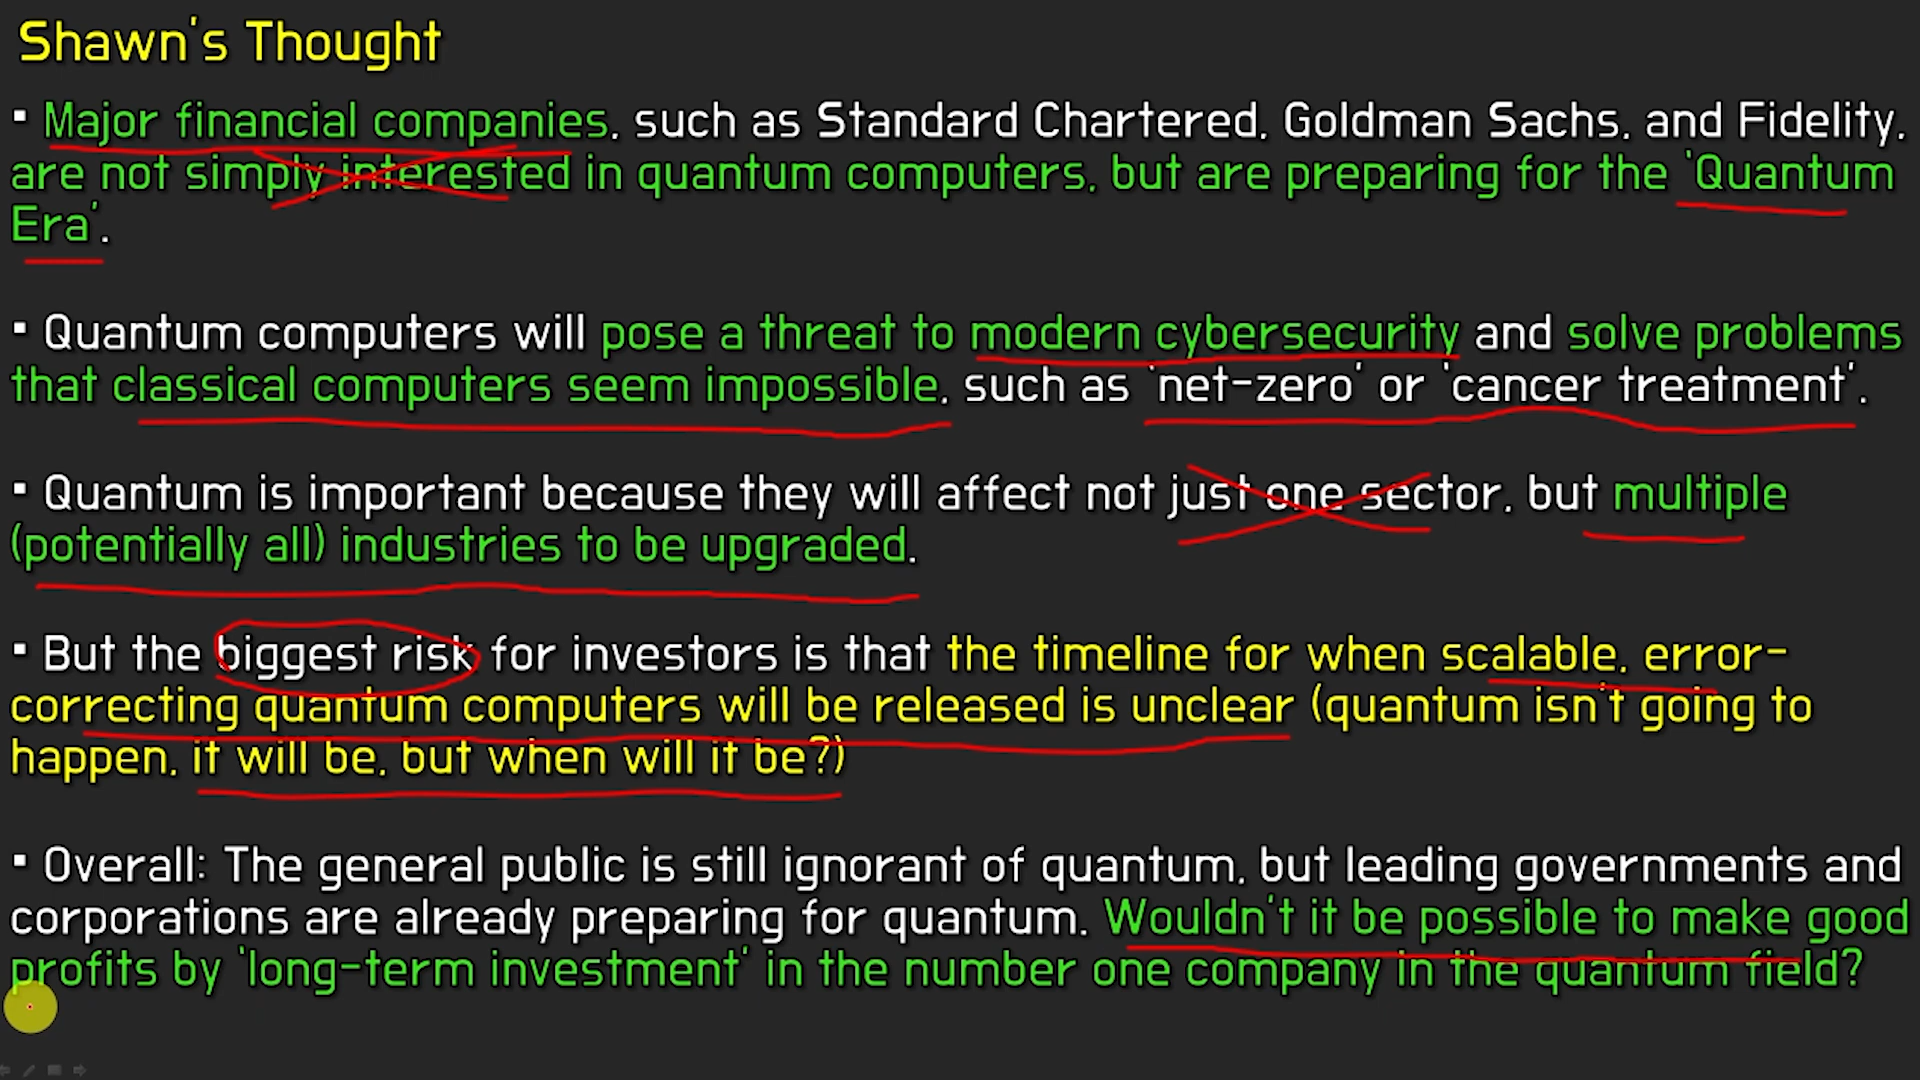 Shawn's Thought
▪ Major financial companies, such as Standard Chartered, Goldman Sachs, and Fidelity,
are not simply interested in quantum computers, but are preparing for the 'Quantum
Era'.
▪ Quantum computers will pose a threat to modern cybersecurity and solve problems
that classical computers seem impossible, such as 'net-zero' or 'cancer treatment'.
▪ Quantum is important because they will affect not just one sector, but multiple
(potentially all) industries to be upgraded.
▪ But the biggest risk for investors is that the timeline for when scalable, error-
correcting quantum computers will be released is unclear (quantum isn't going to
happen, it will be, but when will it be?)
▪ Overall: The general public is still ignorant of quantum, but leading governments and
corporations are already preparing for quantum. Wouldn't it be possible to make good
profits by 'long-term investment' in the number one company in the quantum field?